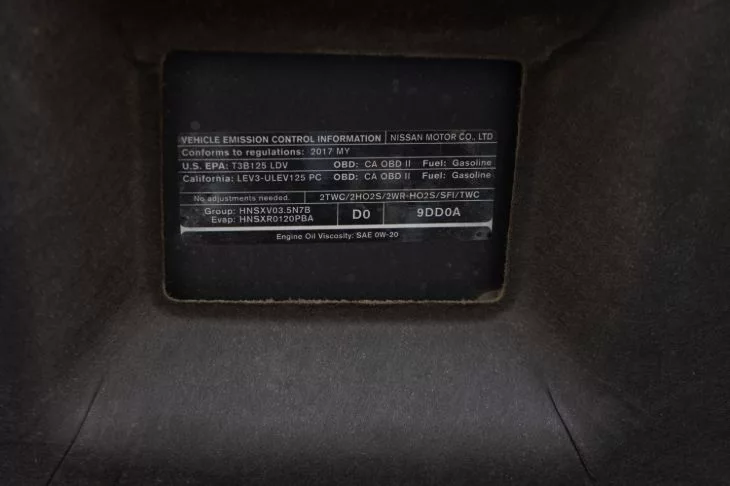 VEHICLE EMISSION CONTROL INFORMATION NISSAN MOTOR CO., LTD
Conforms to regulations: 2017 MY
U.S. EPA: T3B125 LDV OBD: CA OBD II Fuel: Gasoline
California: LEV3-ULEV125 PC OBD: CA OBD II Fuel: Gasoline
No adjustments needed. 2TWC/2HO2S/2WR-HO2S/SFI/TWC
Group: HNSXV03.5N7B D0 9DD0A
Evap: HNSXR0120PBA
Engine Oil Viscosity: SAE 0W-20